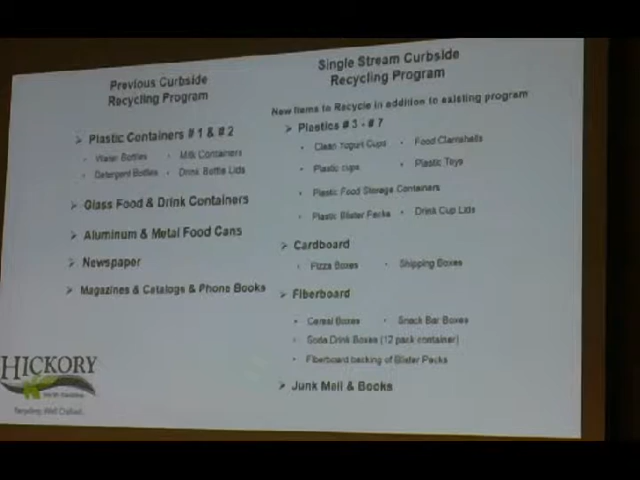 Previous Curbside
Recycling Program
Plastic Containers # 1 & # 2
Water Bottles
Milk Containers
Detergent Bottles
Drink Bottle Lids
Glass Food & Drink Containers
Aluminum & Metal Food Cans
Newspaper
Magazines & Catalogs & Phone Books
HICKORY
North Carolina
Single Stream Curbside
Recycling Program
New Items to Recycle in addition to existing program
Plastics # 3 - # 7
Clean Yogurt Cups
Food Clamshells
Plastic cups
Plastic Toys
Plastic Food Storage Containers
Plastic Blister Packs
Drink Cup Lids
Cardboard
Pizza Boxes
Shipping Boxes
Fiberboard
Cereal Boxes
Snack Bar Boxes
Soda Drink Boxes (12 pack container)
Fiberboard backing of Blister Packs
Junk Mail & Books